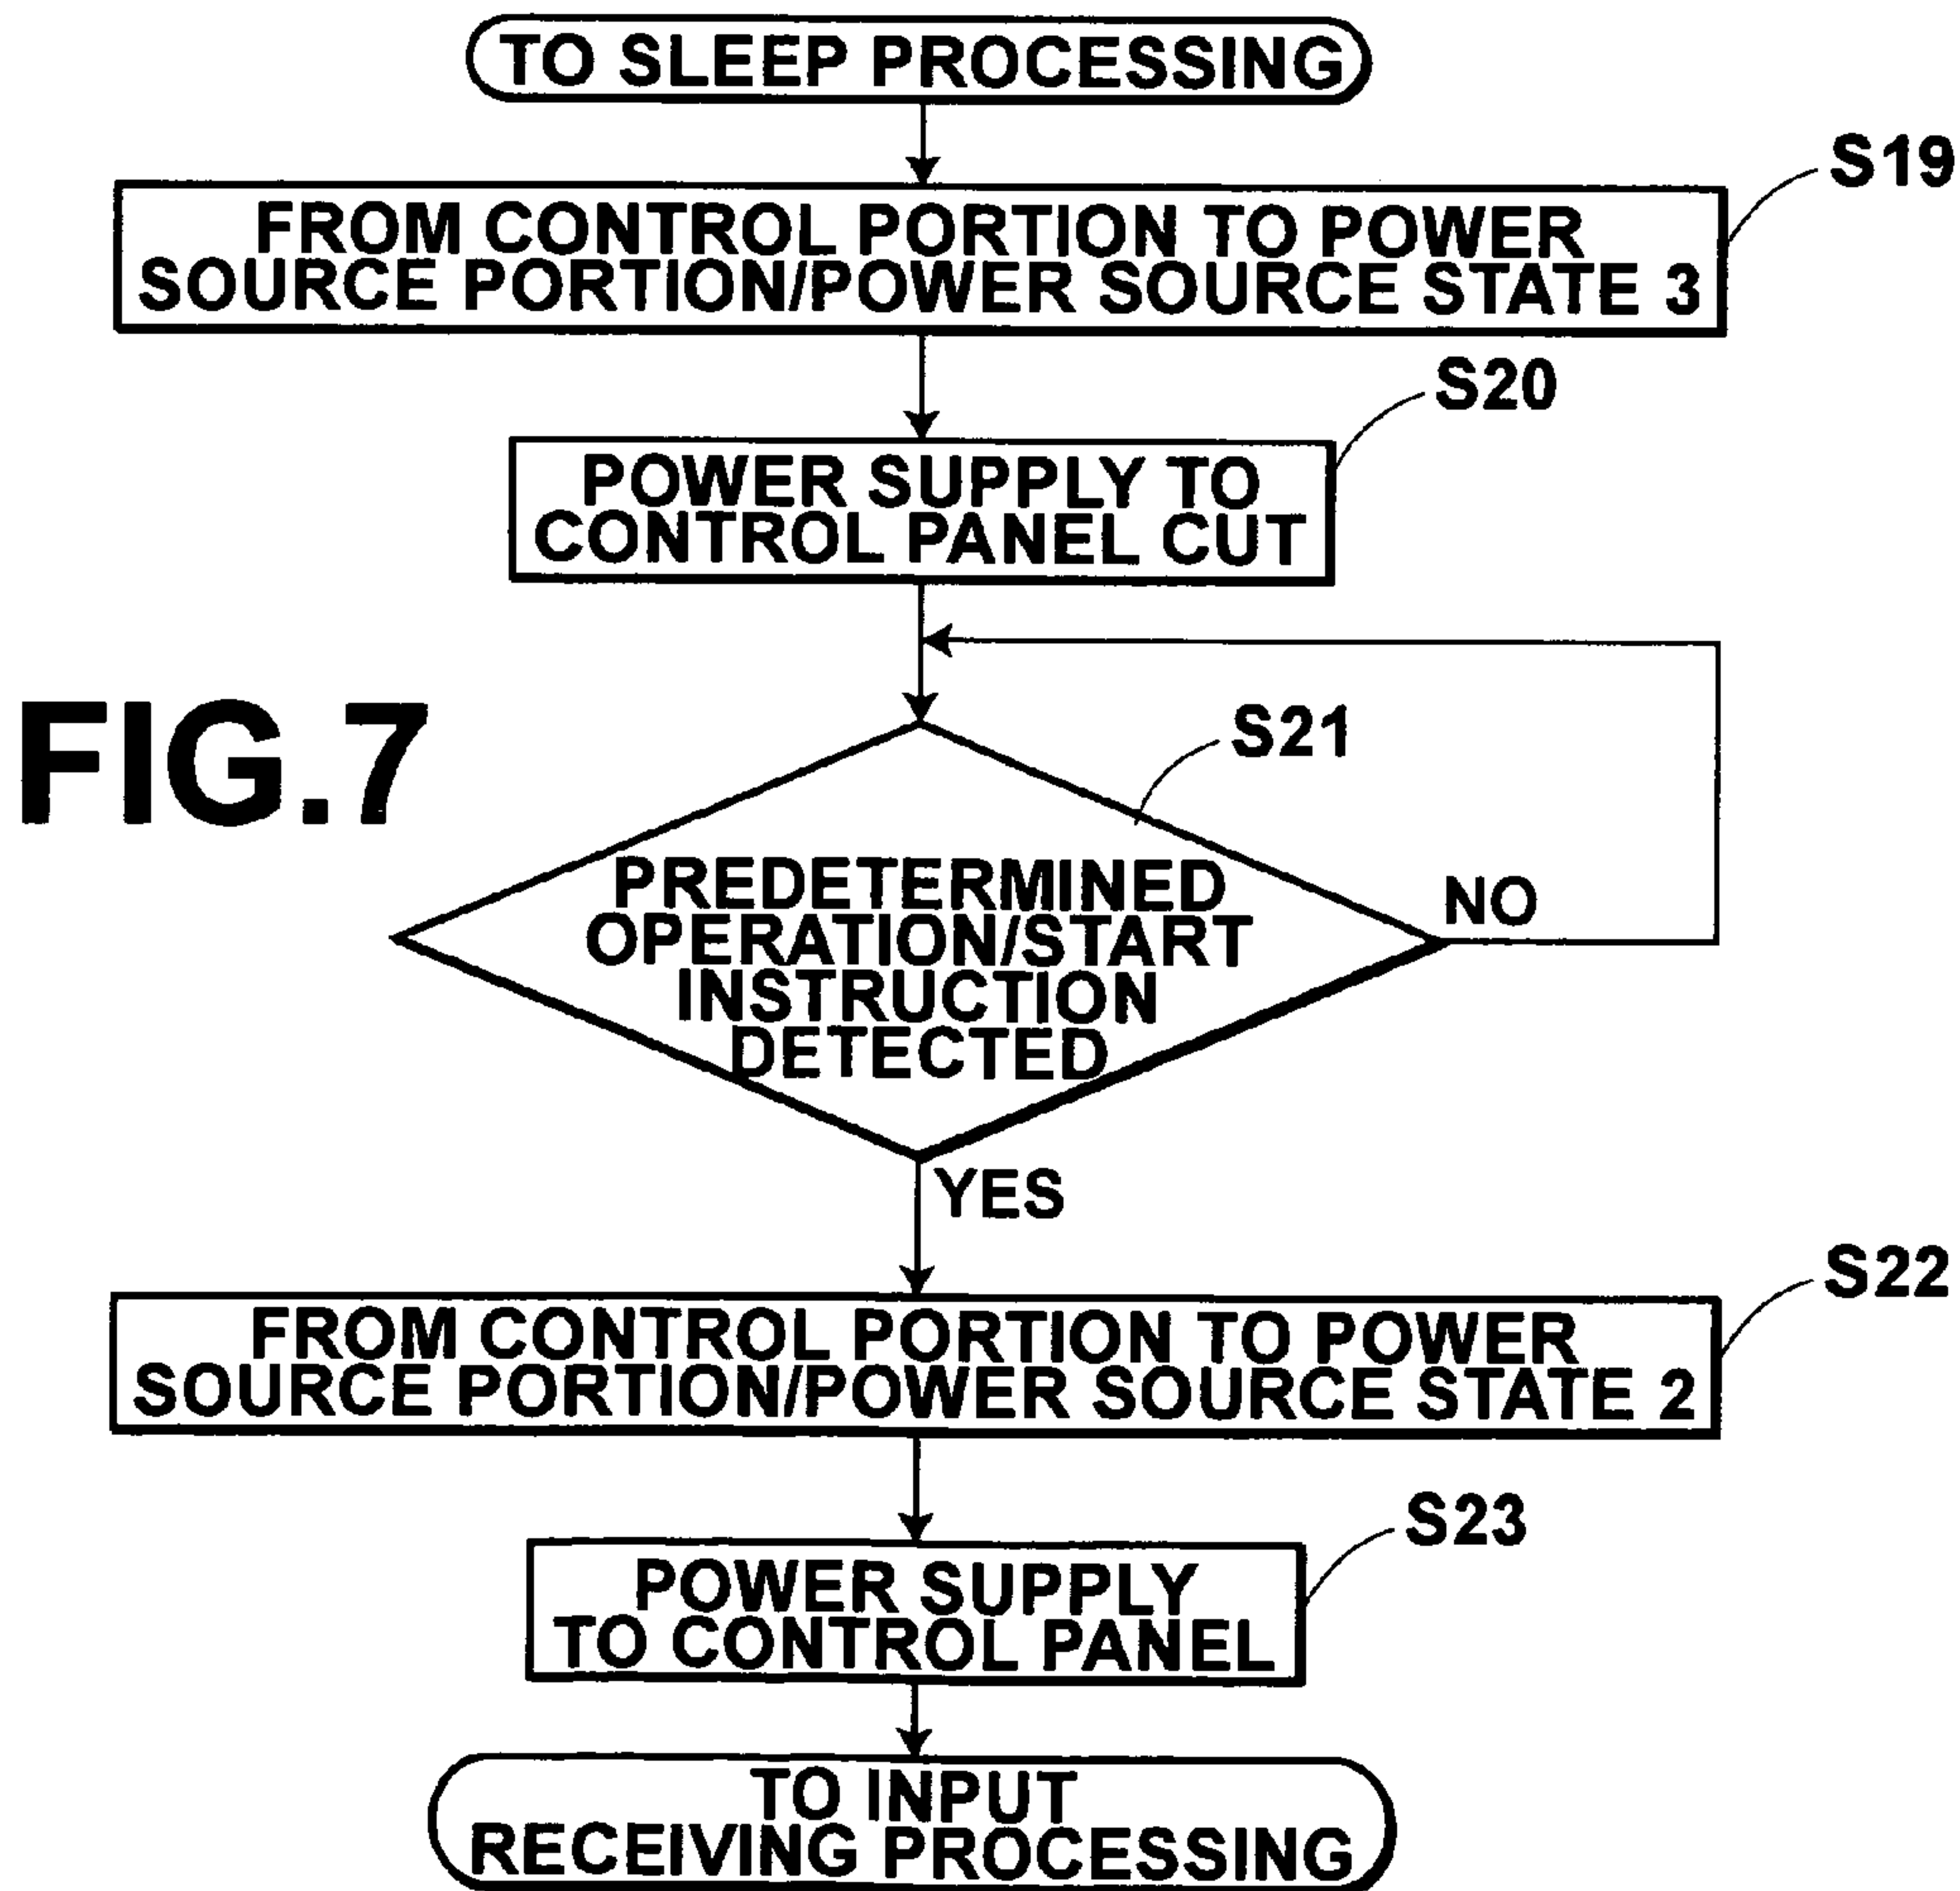 TO SLEEP PROCESSING
S19
FROM CONTROL PORTION TO POWER
SOURCE PORTION/POWER SOURCE STATE 3
S20
POWER SUPPLY TO
CONTROL PANEL CUT
FIG.7
S21
PREDETERMINED
OPERATION/START
INSTRUCTION
DETECTED
NO
YES
S22
FROM CONTROL PORTION TO POWER
SOURCE PORTION/POWER SOURCE STATE 2
S23
POWER SUPPLY
TO CONTROL PANEL
TO INPUT
RECEIVING PROCESSING